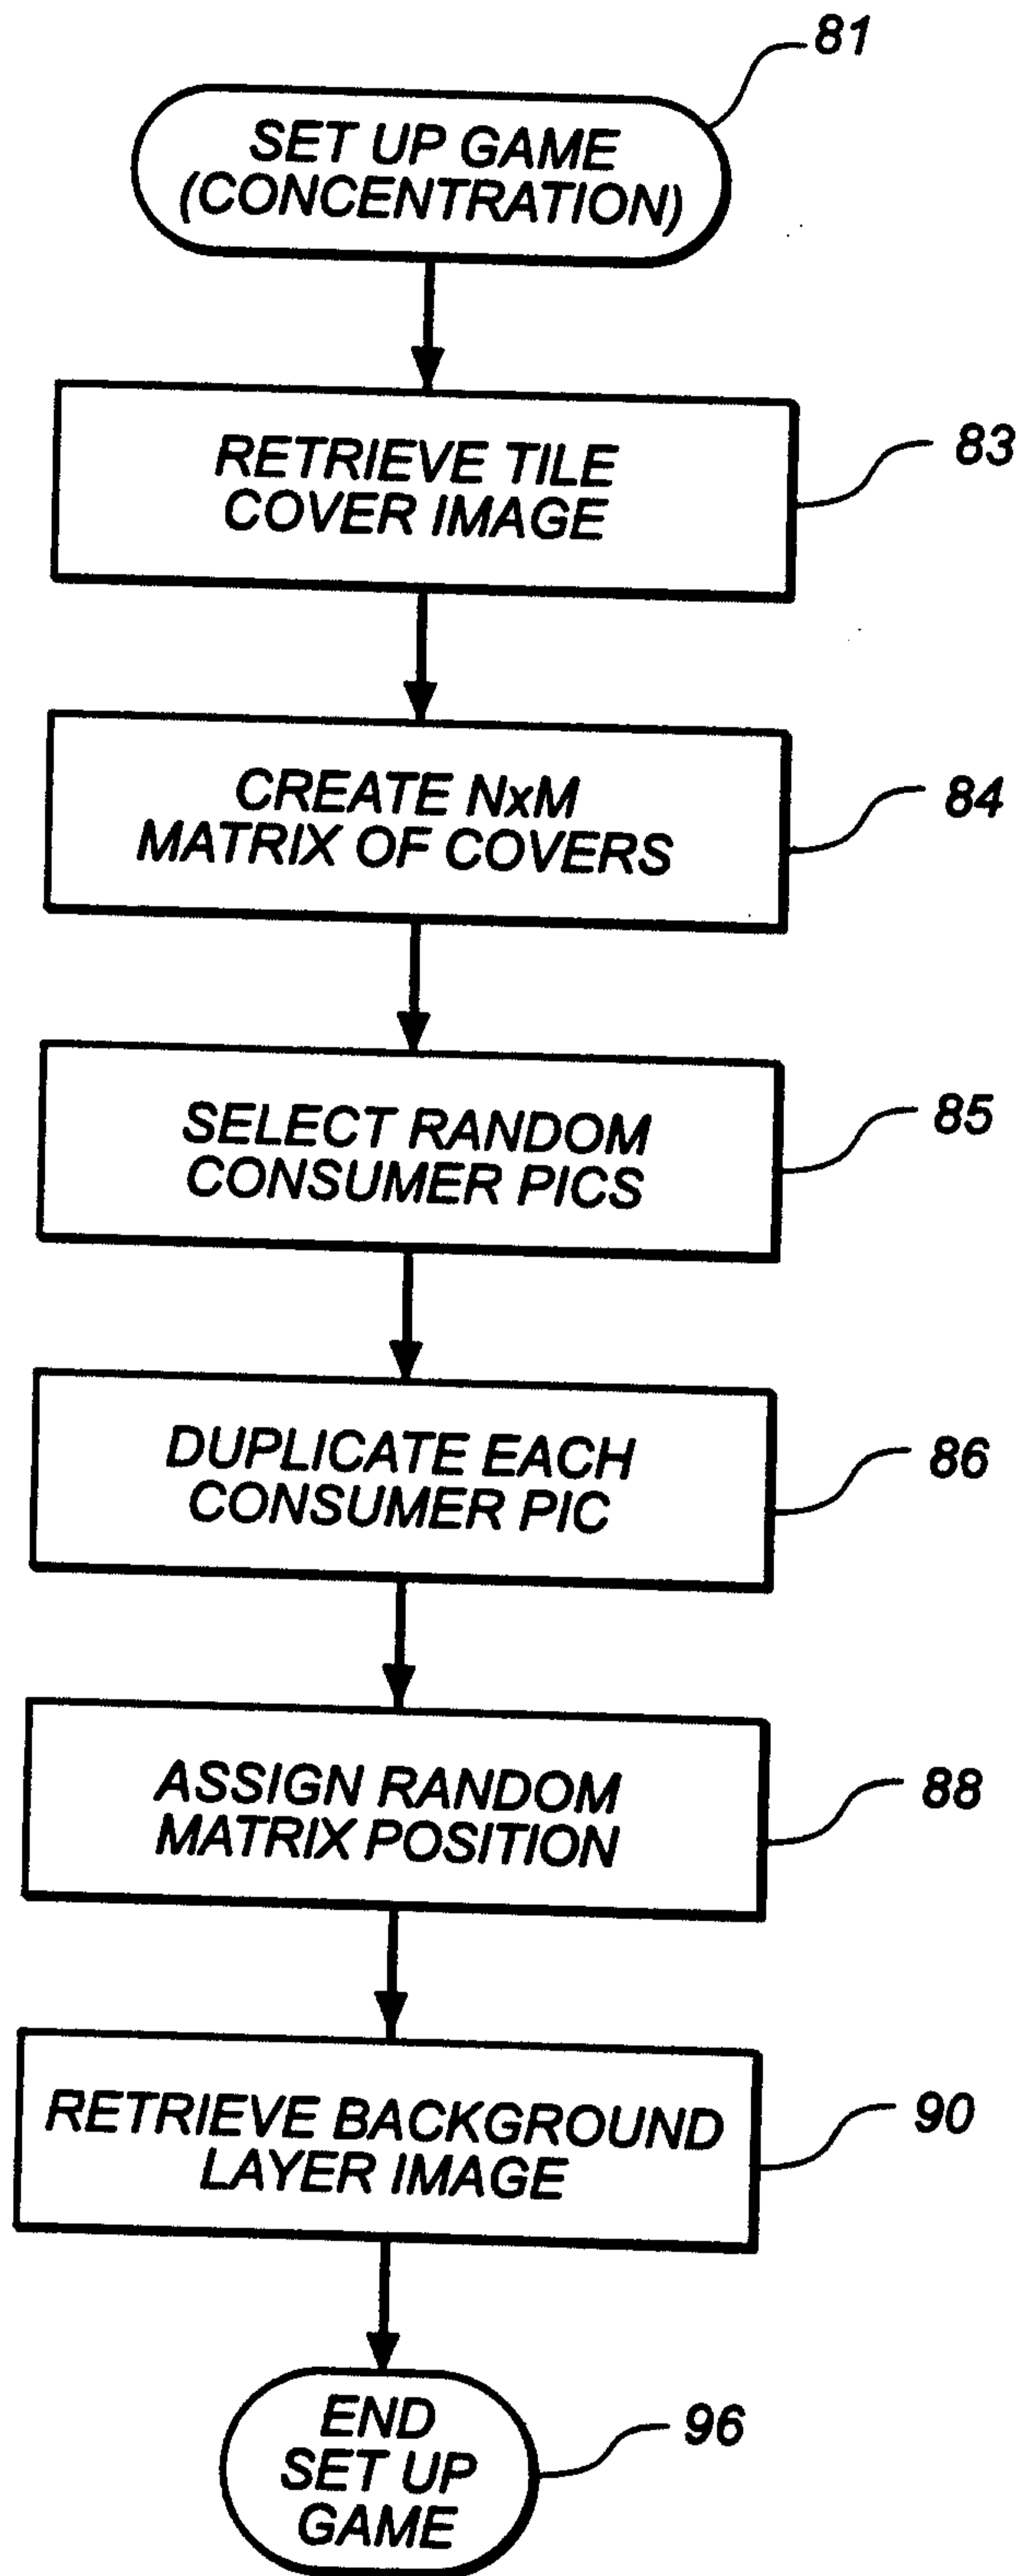 81
SET UP GAME
(CONCENTRATION)
RETRIEVE TILE
COVER IMAGE
83
CREATE NxM
MATRIX OF COVERS
84
SELECT RANDOM
CONSUMER PICS
85
DUPLICATE EACH
CONSUMER PIC
86
ASSIGN RANDOM
MATRIX POSITION
88
RETRIEVE BACKGROUND
LAYER IMAGE
90
END
SET UP
GAME
96